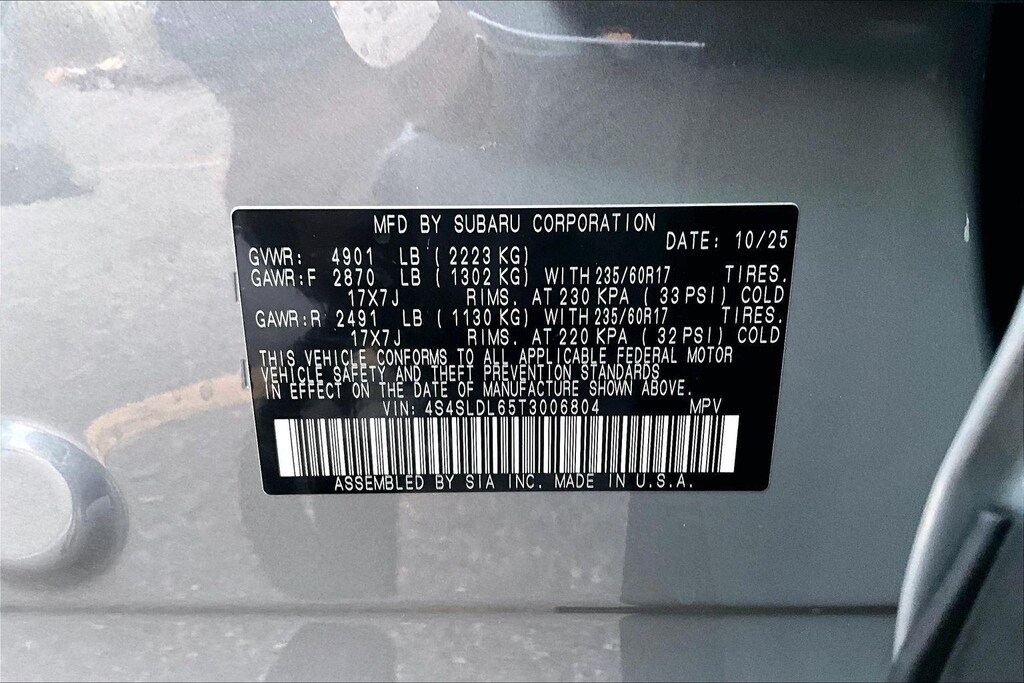 MFD BY SUBARU CORPORATION
DATE: 10/25
GVWR: 4901 LB (2223 KG)
GAWR:F 2870 LB (1302 KG) WITH 235/60R17 TIRES.
17X7J RIMS. AT 230 KPA (33 PSI) COLD
GAWR:R 2491 LB (1130 KG) WITH 235/60R17 TIRES.
17X7J RIMS. AT 220 KPA (32 PSI) COLD
THIS VEHICLE CONFORMS TO ALL APPLICABLE FEDERAL MOTOR
VEHICLE SAFETY AND THEFT PREVENTION STANDARDS
IN EFFECT ON THE DATE OF MANUFACTURE SHOWN ABOVE.
VIN: 4S4SLDL65T3006804 MPV
ASSEMBLED BY SIA INC. MADE IN U.S.A.